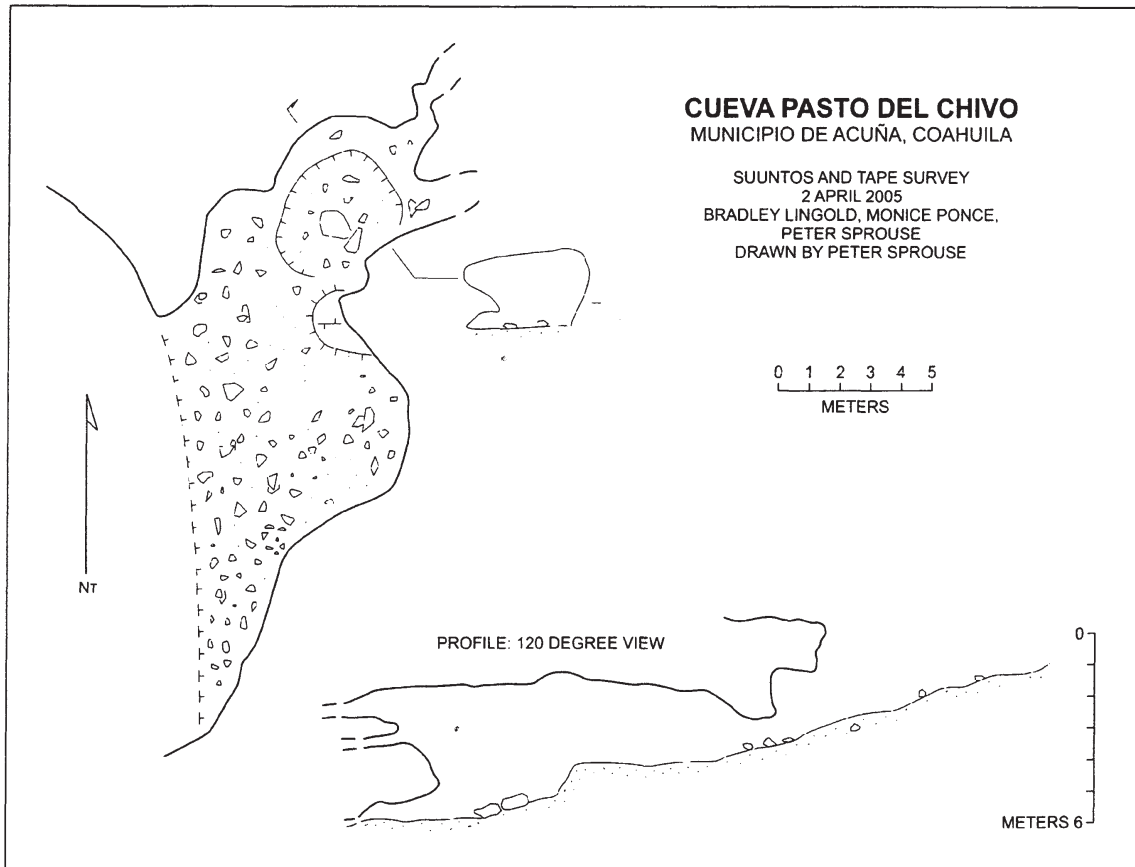 CUEVA PASTO DEL CHIVO
MUNICIPIO DE ACUÑA, COAHUILA
SUUNTOS AND TAPE SURVEY
2 APRIL 2005
BRADLEY LINGOLD, MONICE PONCE,
PETER SPROUSE
DRAWN BY PETER SPROUSE
0 1 2 3 4 5
METERS
NT
PROFILE: 120 DEGREE VIEW
0
METERS 6